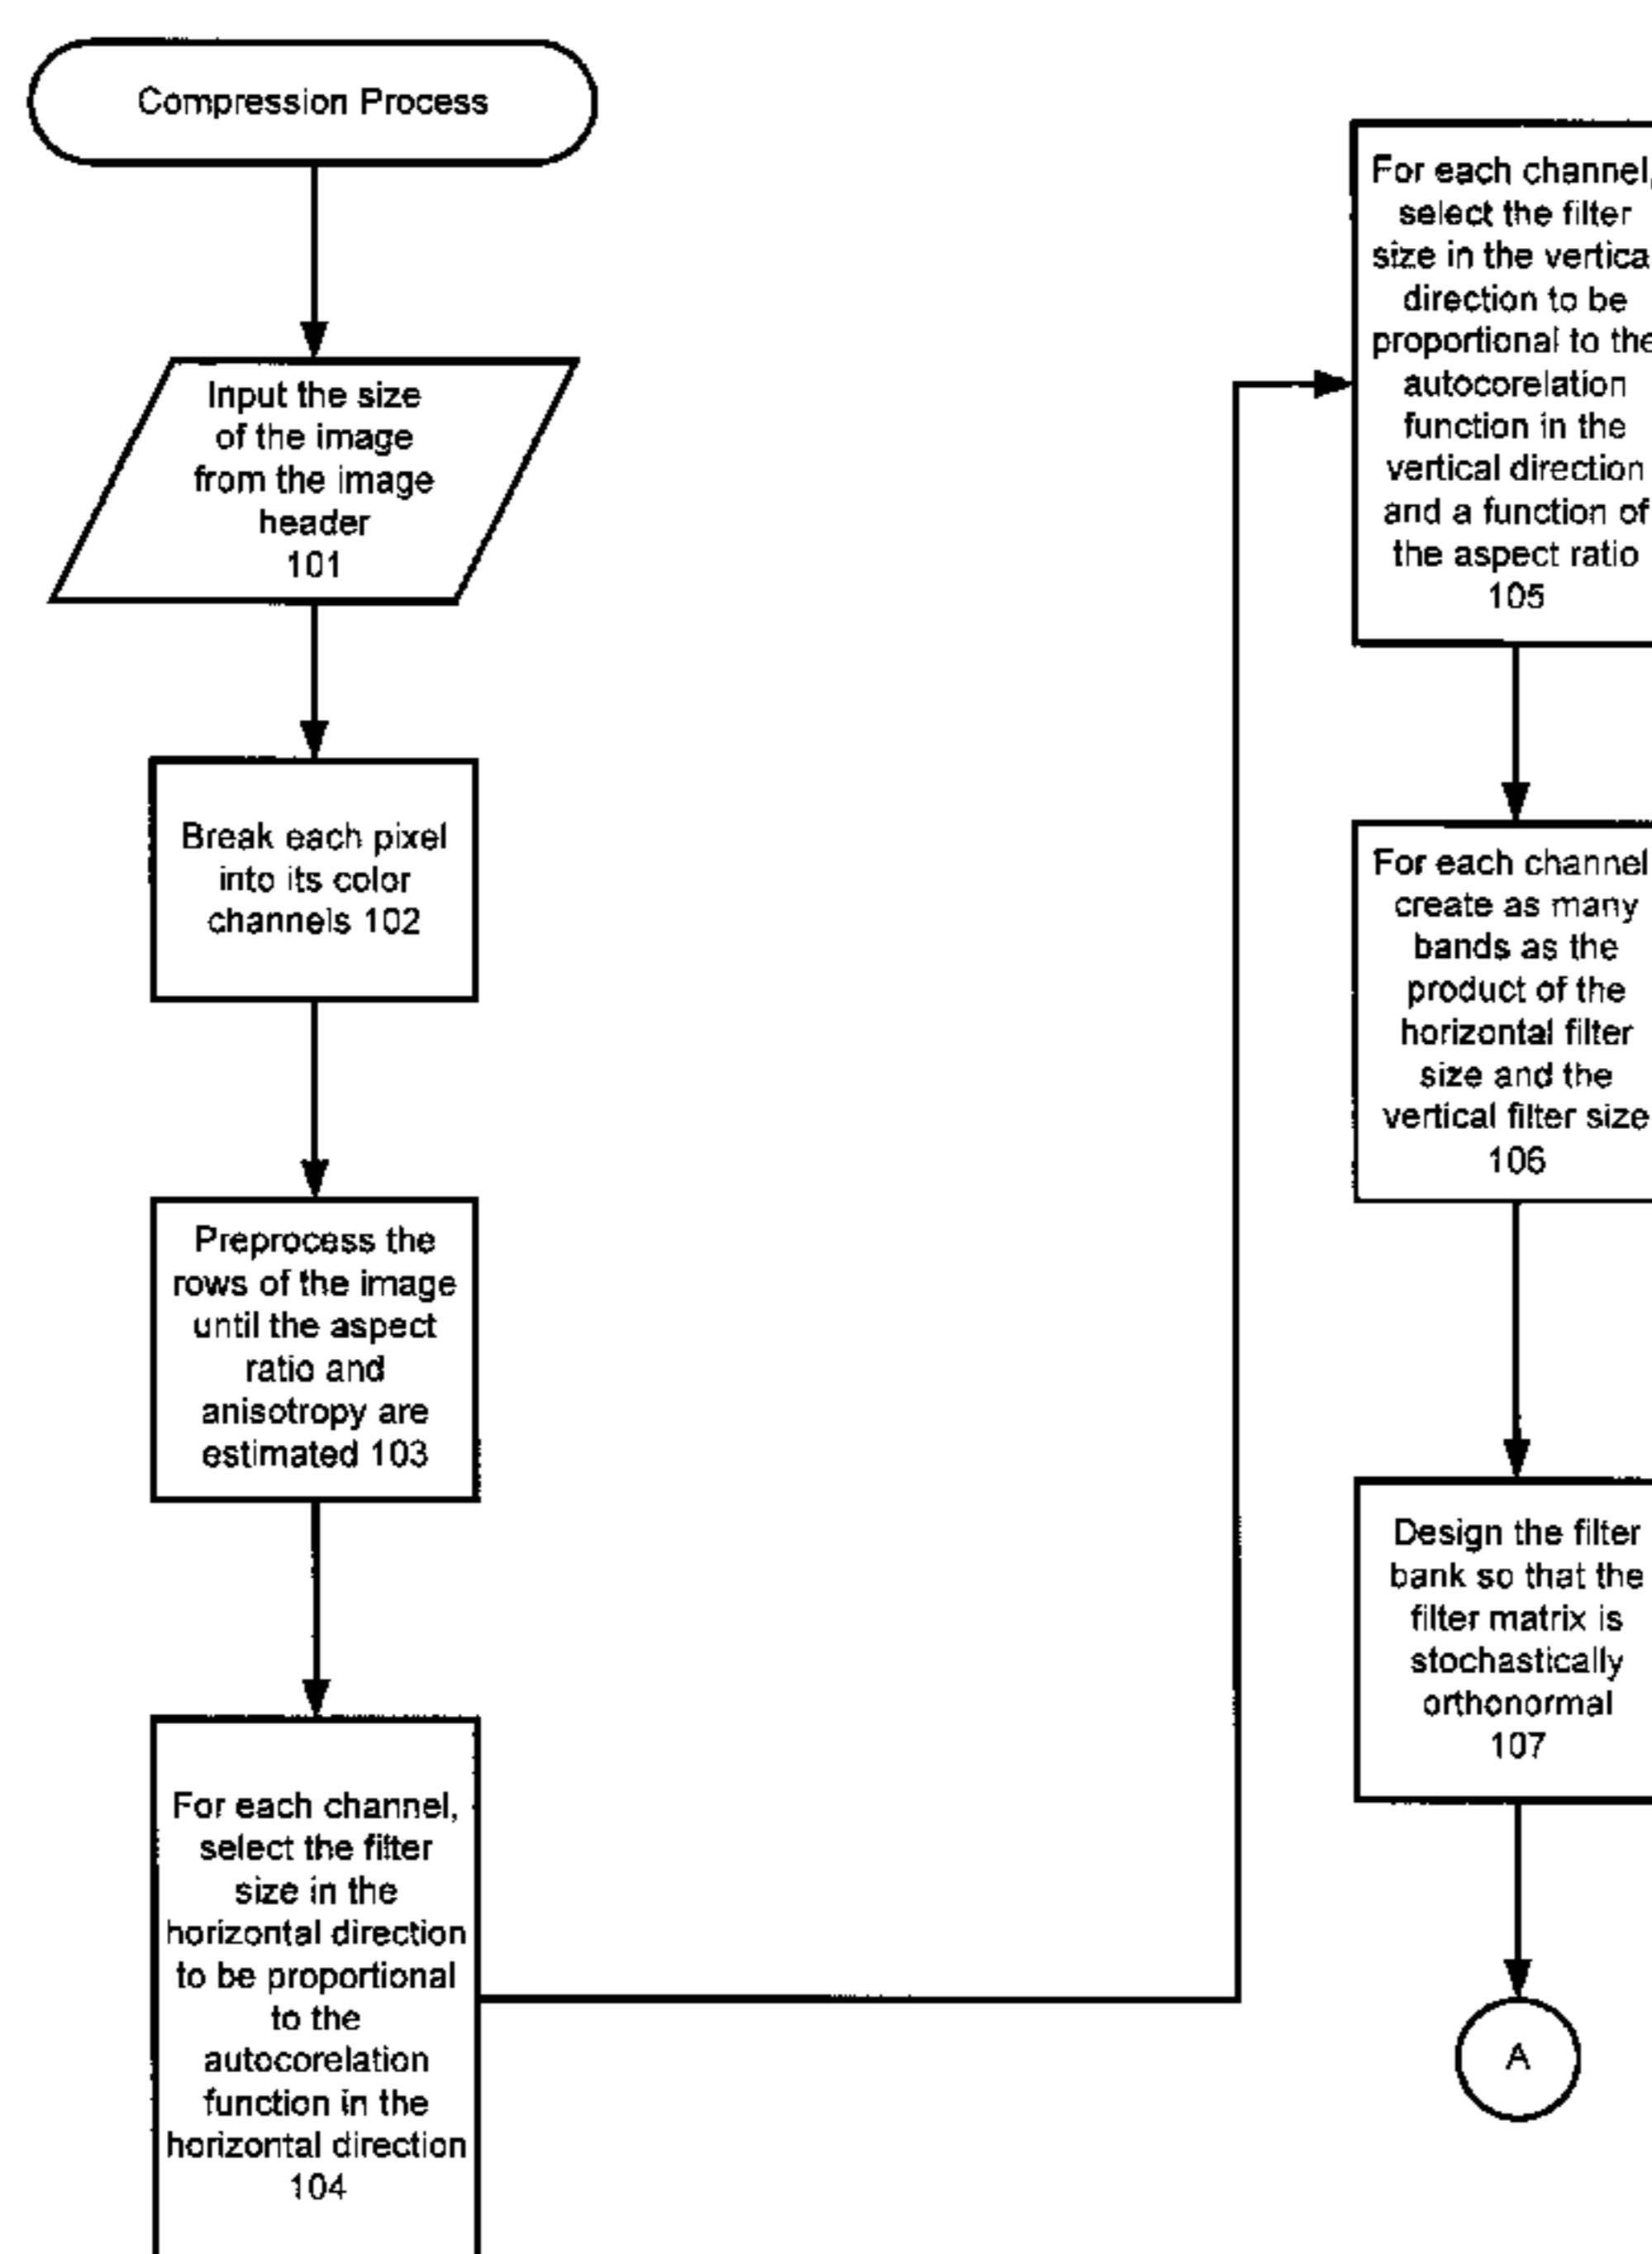 Compression Process
Input the size
of the image
from the image
header
101
Break each pixel
into its color
channels 102
Preprocess the
rows of the image
until the aspect
ratio and
anisotropy are
estimated 103
For each channel,
select the filter
size in the
horizontal direction
to be proportional
to the
autocorelation
function in the
horizontal direction
104
For each channel,
select the filter
size in the vertica
direction to be
proportional to the
autocorelation
function in the
vertical direction
and a function of
the aspect ratio
105
For each channel
create as many
bands as the
product of the
horizontal filter
size and the
vertical filter size
106
Design the filter
bank so that the
filter matrix is
stochastically
orthonormal
107
A